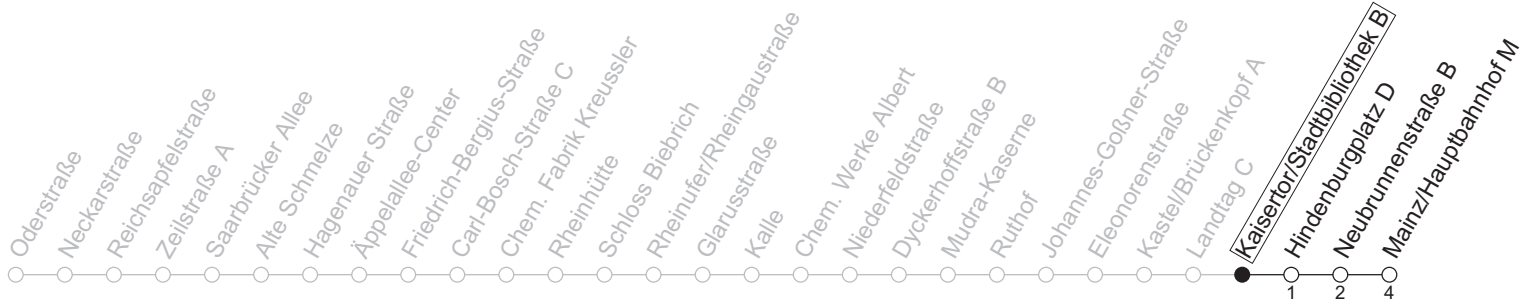 Oderstraße
Neckarstraße
Reichsapfelstraße
Zeilstraße A
Saarbrücker Allee
Alte Schmelze
Hagenauer Straße
Äppelallee-Center
Friedrich-Bergius-Straße
Carl-Bosch-Straße C
Chem. Fabrik Kreussler
Rheinhütte
Schloss Biebrich
Rheinufer/Rheingaustraße
Glarusstraße
Kalle
Chem. Werke Albert
Niederfeldstraße
Dyckerhoffstraße B
Mudra-Kaserne
Ruthof
Johannes-Goßner-Straße
Eleonorenstraße
Kastel/Brückenkopf A
Landtag C
Kaisertor/Stadtbibliothek B
Hindenburgplatz D
Neubrunnenstraße B
Mainz/Hauptbahnhof M
1 2 4